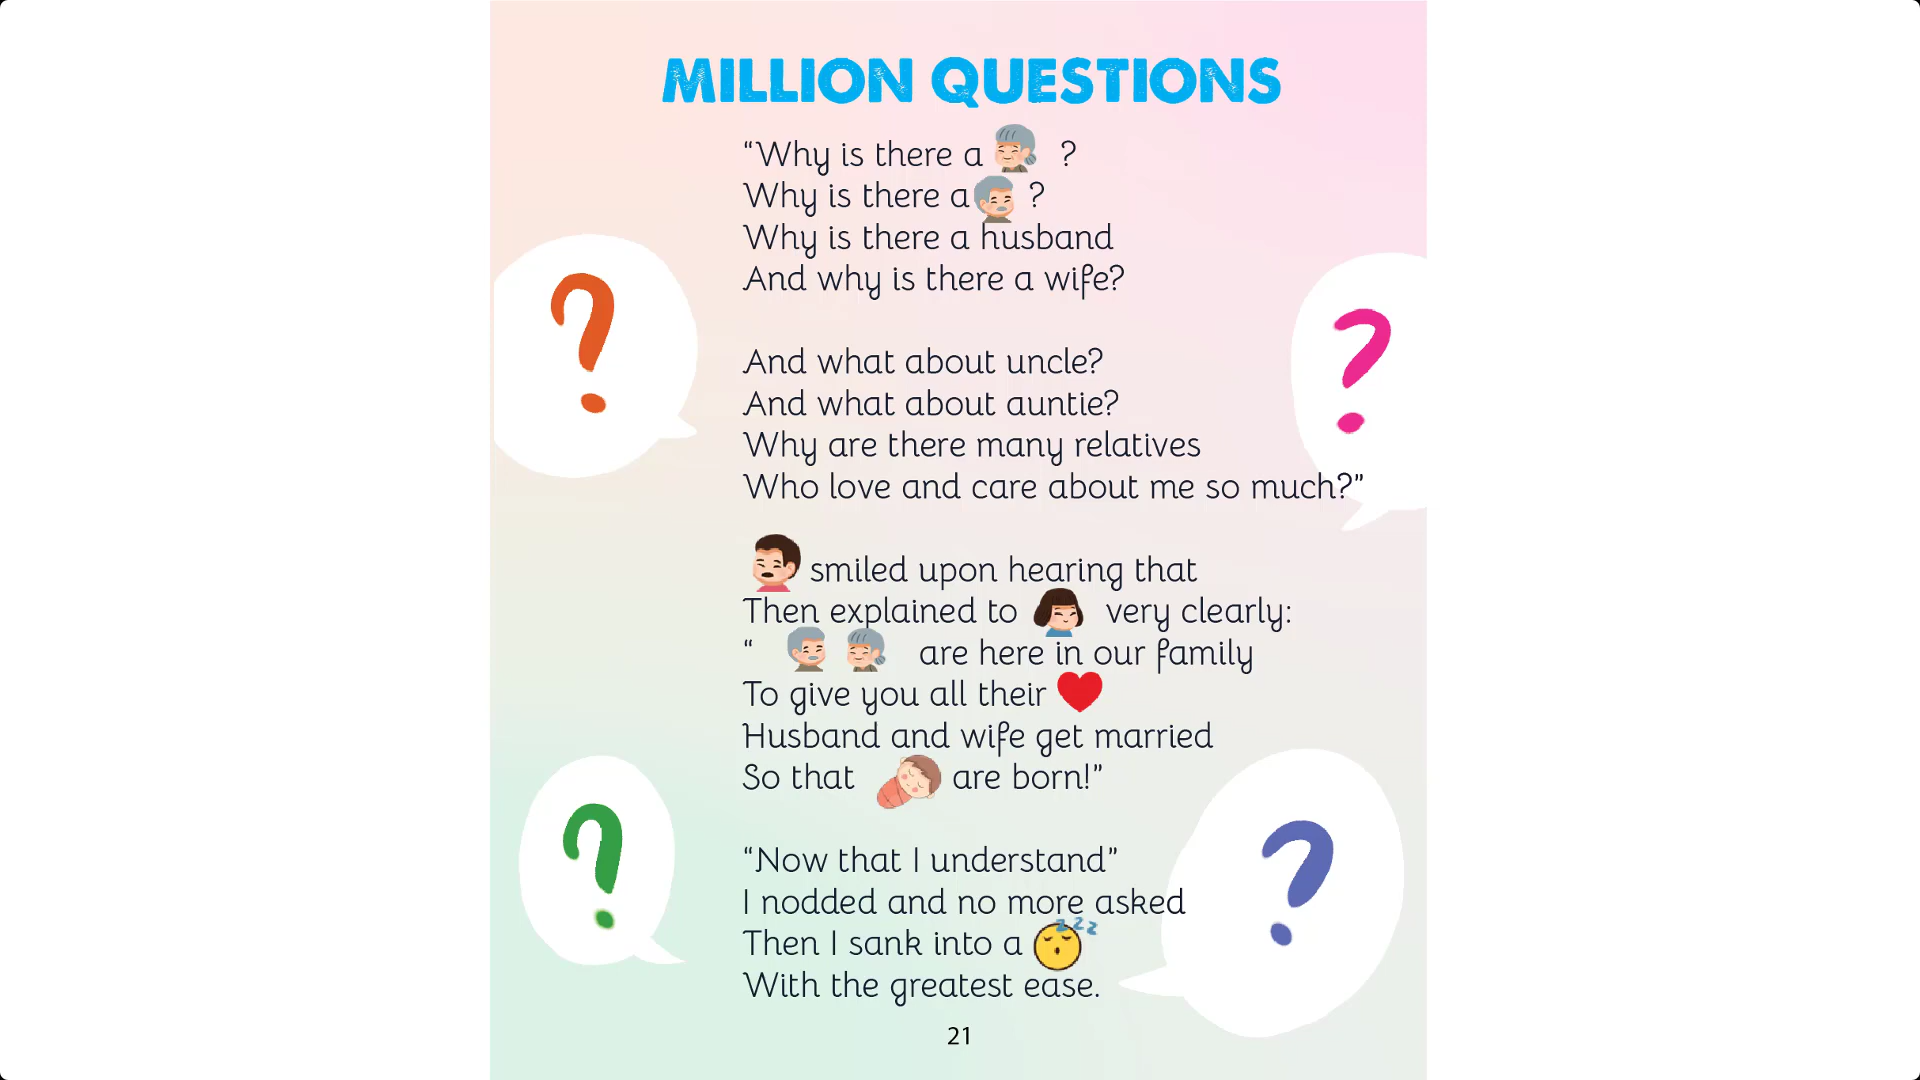 MILLION QUESTIONS
“Why is there a ?
Why is there a ?
Why is there a husband
And why is there a wife?
And what about uncle?
And what about auntie?
Why are there many relatives
Who love and care about me so much?”
smiled upon hearing that
Then explained to very clearly:
“ are here in our family
To give you all their
Husband and wife get married
So that are born!”
“Now that I understand”
I nodded and no more asked
Then I sank into a
With the greatest ease.
21